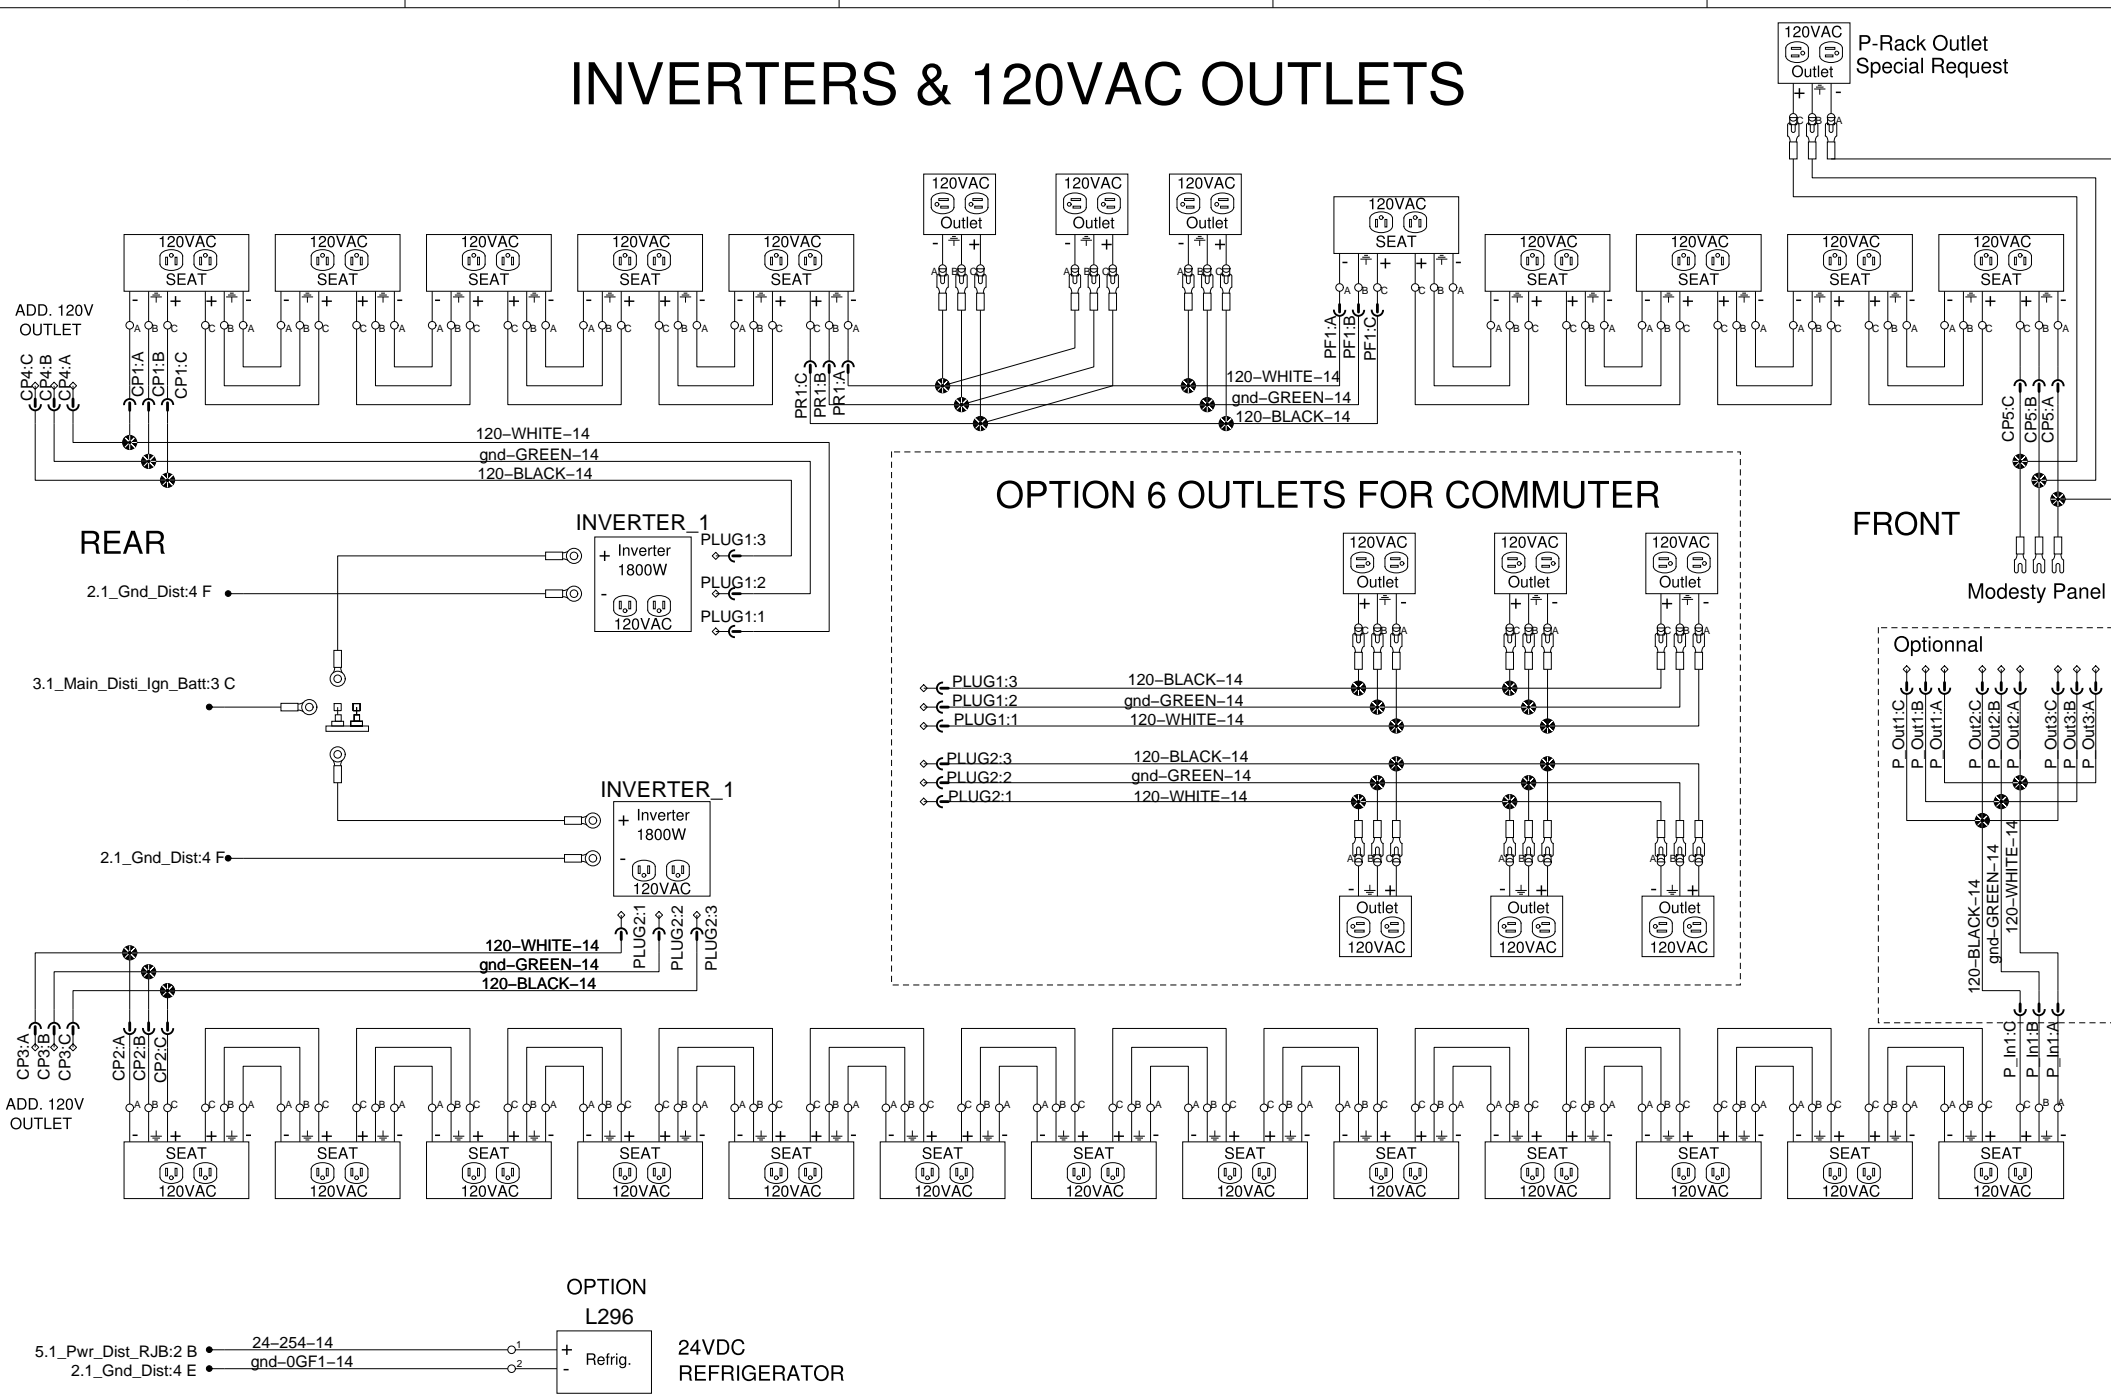 INVERTERS & 120VAC OUTLETS
120VAC
Outlet
P-Rack Outlet
Special Request
+ -
C B A
120VAC
Outlet
- +
A B C
120VAC
Outlet
- +
A B C
120VAC
Outlet
- +
A B C
120VAC
SEAT
- + + -
A B C C B A
120VAC
SEAT
- + + -
A B C C B A
120VAC
SEAT
- + + -
A B C C B A
120VAC
SEAT
- + + -
A B C C B A
120VAC
SEAT
- + + -
A B C C B A
120VAC
SEAT
- + + -
A B C C B A
120VAC
SEAT
- + + -
A B C C B A
120VAC
SEAT
- + + -
A B C C B A
120VAC
SEAT
- + + -
A B C C B A
120VAC
SEAT
- + + -
A B C C B A
ADD. 120V
OUTLET
CP4:C
CP4:B
CP4:A
CP1:A
CP1:B
CP1:C
PR1:C
PR1:B
PR1:A
PF1:A
PF1:B
PF1:C
CP5:C
CP5:B
CP5:A
120-WHITE-14
gnd-GREEN-14
120-BLACK-14
120-WHITE-14
gnd-GREEN-14
120-BLACK-14
REAR
FRONT
Modesty Panel
INVERTER_1
+ Inverter
1800W
-
120VAC
PLUG1:3
PLUG1:2
PLUG1:1
2.1_Gnd_Dist:4 F
3.1_Main_Disti_Ign_Batt:3 C
INVERTER_1
+ Inverter
1800W
-
120VAC
2.1_Gnd_Dist:4 F
PLUG2:1
PLUG2:2
PLUG2:3
120-WHITE-14
gnd-GREEN-14
120-BLACK-14
OPTION 6 OUTLETS FOR COMMUTER
120VAC
Outlet
+ -
C B A
120VAC
Outlet
+ -
C B A
120VAC
Outlet
+ -
C B A
PLUG1:3 120-BLACK-14
PLUG1:2 gnd-GREEN-14
PLUG1:1 120-WHITE-14
PLUG2:3 120-BLACK-14
PLUG2:2 gnd-GREEN-14
PLUG2:1 120-WHITE-14
A B C
- +
Outlet
120VAC
A B C
- +
Outlet
120VAC
A B C
- +
Outlet
120VAC
Optionnal
P_Out1:C
P_Out1:B
P_Out1:A
P_Out2:C
P_Out2:B
P_Out2:A
P_Out3:C
P_Out3:B
P_Out3:A
120-BLACK-14
gnd-GREEN-14
120-WHITE-14
P_In1:C
P_In1:B
P_In1:A
CP3:A
CP3:B
CP3:C
CP2:A
CP2:B
CP2:C
ADD. 120V
OUTLET
A B C C B A
- + + -
SEAT
120VAC
A B C C B A
- + + -
SEAT
120VAC
A B C C B A
- + + -
SEAT
120VAC
A B C C B A
- + + -
SEAT
120VAC
A B C C B A
- + + -
SEAT
120VAC
A B C C B A
- + + -
SEAT
120VAC
A B C C B A
- + + -
SEAT
120VAC
A B C C B A
- + + -
SEAT
120VAC
A B C C B A
- + + -
SEAT
120VAC
A B C C B A
- + + -
SEAT
120VAC
A B C C B A
- + + -
SEAT
120VAC
A B C C B A
- + + -
SEAT
120VAC
A B C C B A
- + + -
SEAT
120VAC
OPTION
L296
5.1_Pwr_Dist_RJB:2 B 24-254-14 1
2.1_Gnd_Dist:4 E gnd-0GF1-14 2
+
Refrig.
-
24VDC
REFRIGERATOR